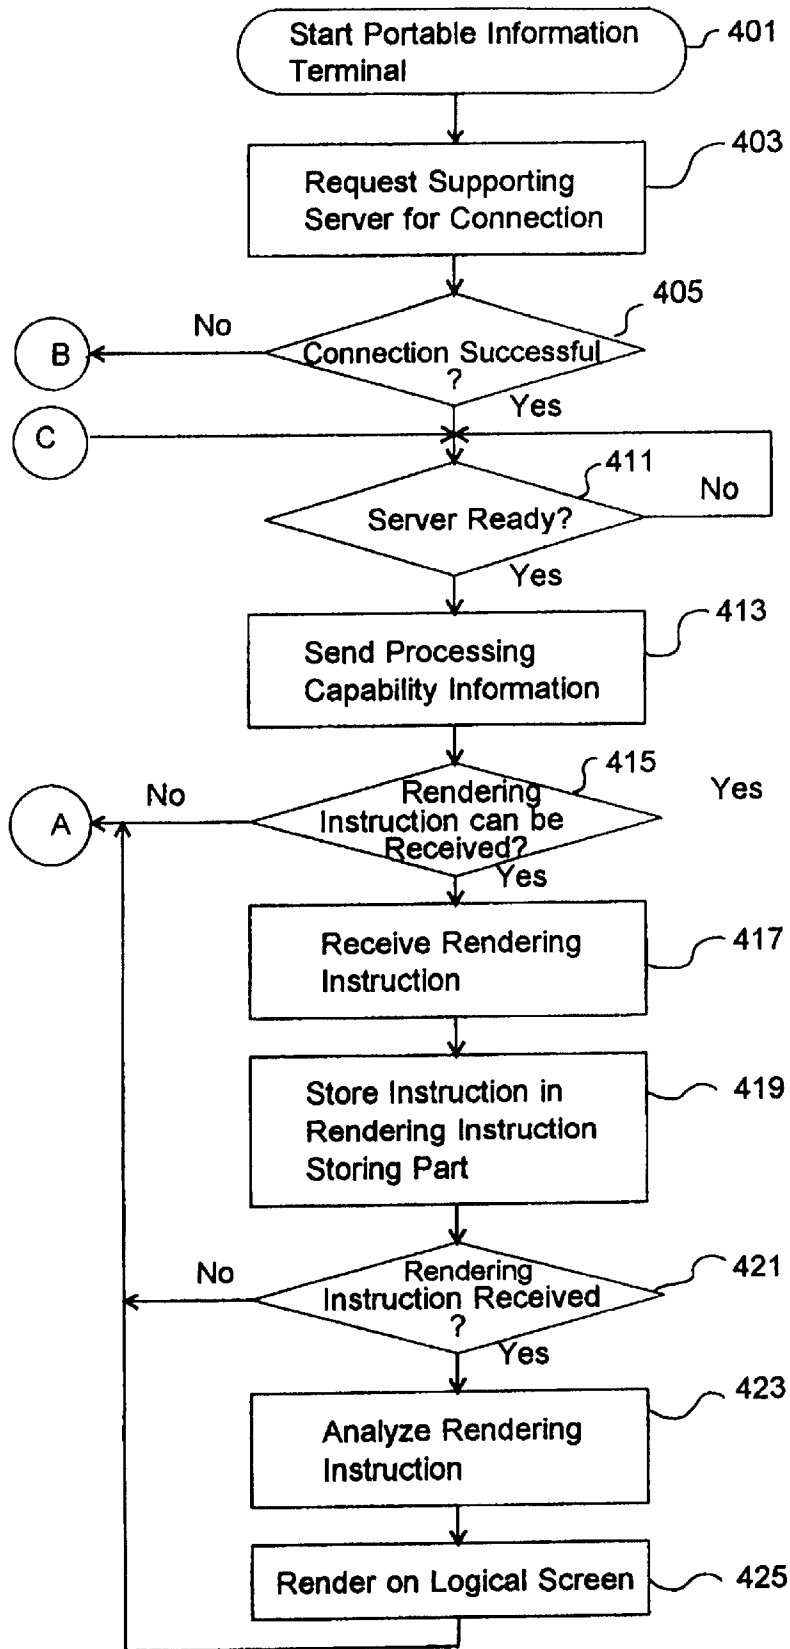 Start Portable Information
Terminal
401
403
Request Supporting
Server for Connection
405
No
B
Connection Successful
?
Yes
C
411
No
Server Ready?
Yes
413
Send Processing
Capability Information
415
Yes
No
A
Rendering
Instruction can be
Received?
Yes
417
Receive Rendering
Instruction
419
Store Instruction in
Rendering Instruction
Storing Part
421
No
Rendering
Instruction Received
?
Yes
423
Analyze Rendering
Instruction
Render on Logical Screen
425